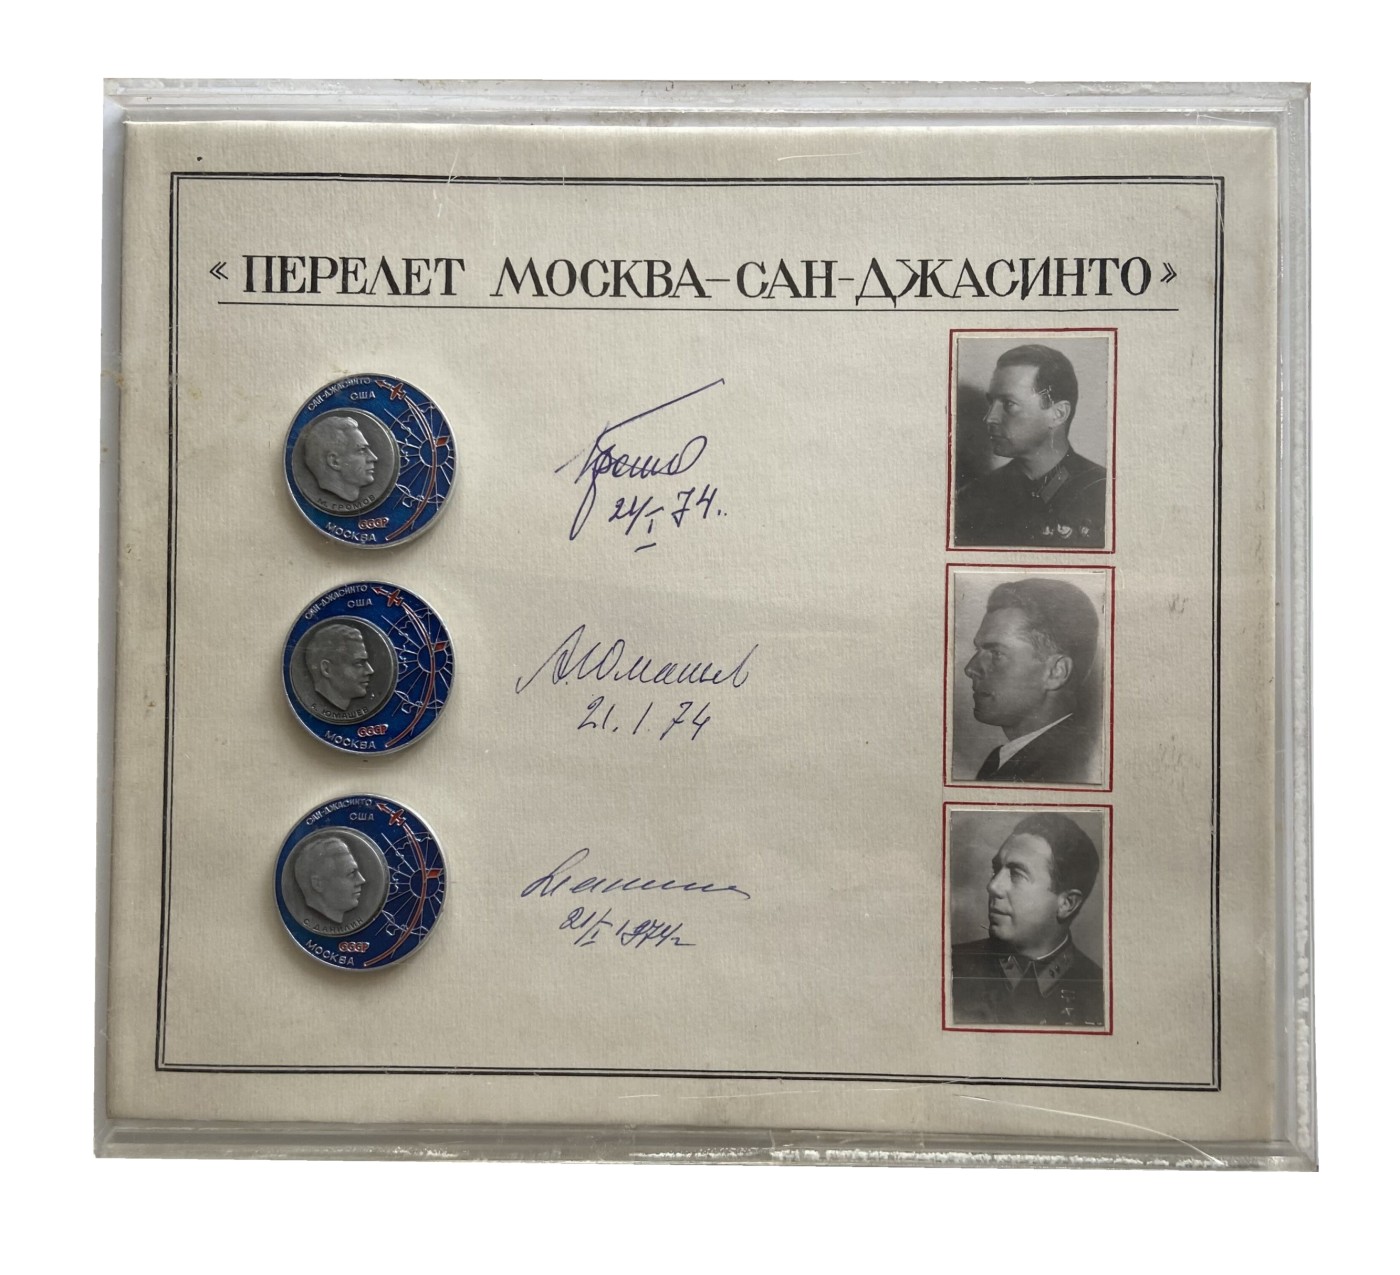 « ПЕРЕЛЕТ МОСКВА–САН-ДЖАСИНТО»
САН-ДЖАСИНТО
США
М. ГРОМОВ
СССР
МОСКВА
Громов
24/I 74.
САН-ДЖАСИНТО
США
А. ЮМАШЕВ
СССР
МОСКВА
А.Юмашев
21.1.74
САН-ДЖАСИНТО
США
С. ДАНИЛИН
СССР
МОСКВА
Данилин
21/I 1974г